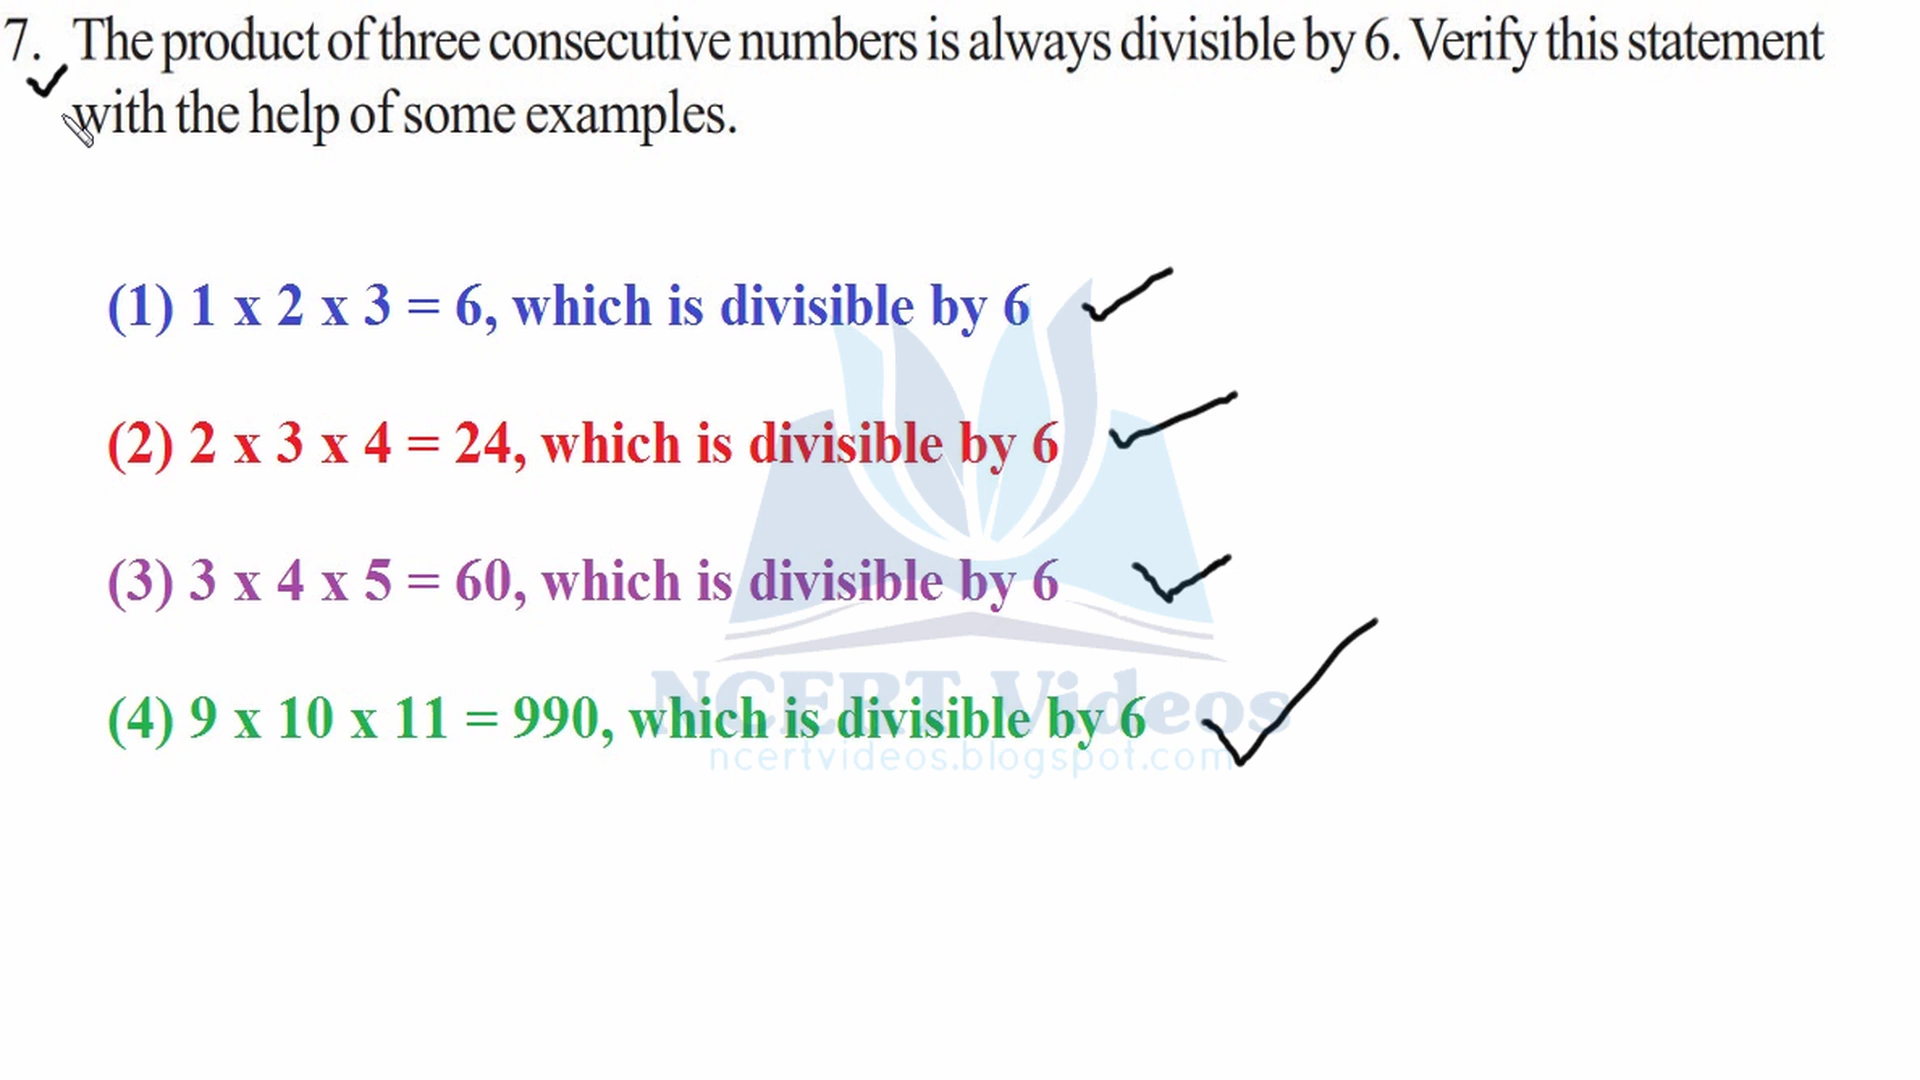 7. The product of three consecutive numbers is always divisible by 6. Verify this statement
with the help of some examples.
(1) 1 x 2 x 3 = 6, which is divisible by 6
(2) 2 x 3 x 4 = 24, which is divisible by 6
(3) 3 x 4 x 5 = 60, which is divisible by 6
(4) 9 x 10 x 11 = 990, which is divisible by 6
NCERT Videos
ncertvideos.blogspot.com